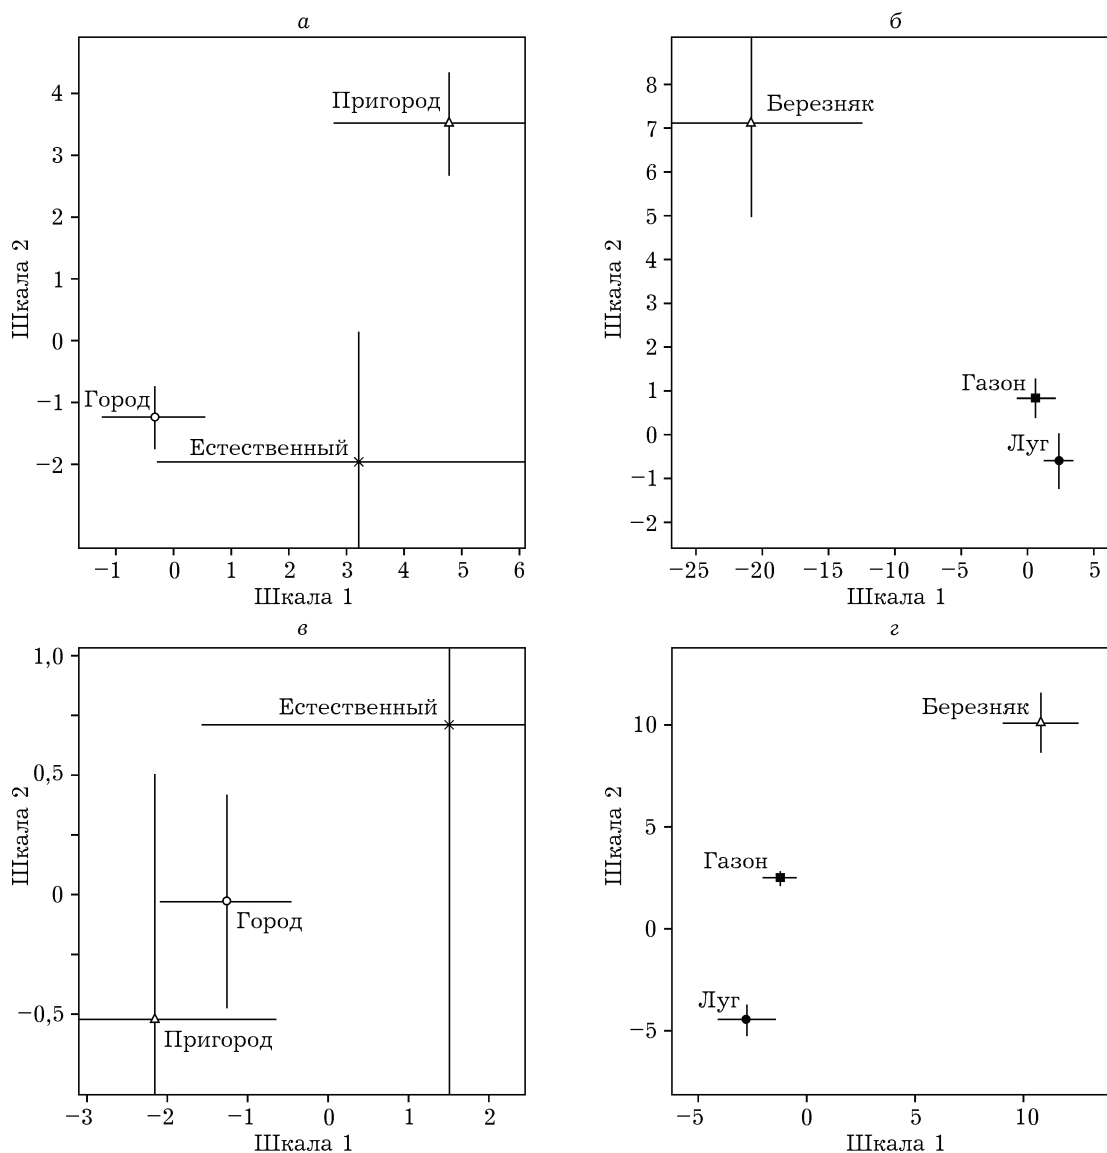 а
4
3
2
1
0
−1
−2
Шкала 2
Пригород
Город
Естественный
−1 0 1 2 3 4 5 6
Шкала 1
б
8
7
6
5
4
3
2
1
0
−1
−2
Шкала 2
Березняк
Газон
Луг
−25 −20 −15 −10 −5 0 5
Шкала 1
в
1,0
0,5
0
−0,5
Шкала 2
Естественный
Город
Пригород
−3 −2 −1 0 1 2
Шкала 1
г
10
5
0
−5
Шкала 2
Березняк
Газон
Луг
−5 0 5 10
Шкала 1